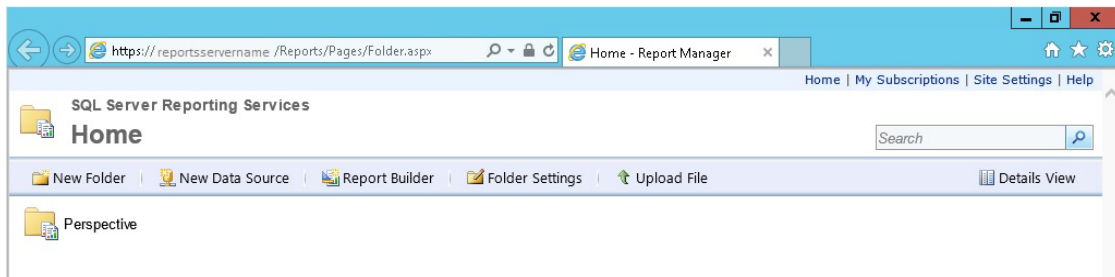 https:// reportsservername /Reports/Pages/Folder.aspx
Home - Report Manager
Home | My Subscriptions | Site Settings | Help
SQL Server Reporting Services
Home
Search
New Folder | New Data Source | Report Builder | Folder Settings | Upload File Details View
Perspective